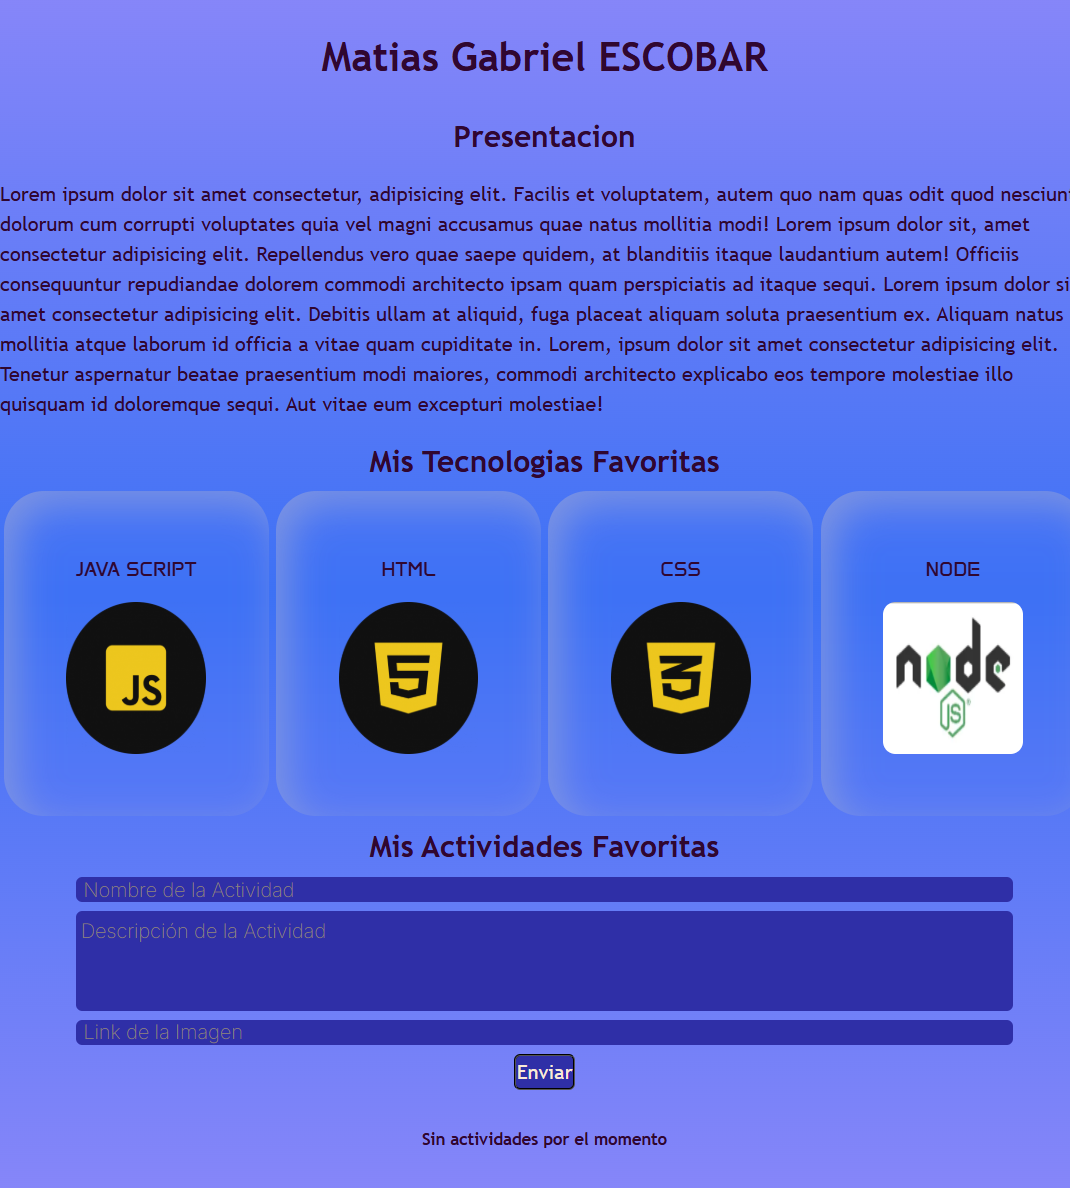 Matias Gabriel ESCOBAR
Presentacion
Lorem ipsum dolor sit amet consectetur, adipisicing elit. Facilis et voluptatem, autem quo nam quas odit quod
dolorum cum corrupti voluptates quia vel magni accusamus quae natus mollitia modi! Lorem ipsum dolor sit, amet
consectetur adipisicing elit. Repellendus vero quae saepe quidem, at blanditiis itaque laudantium autem! Officiis
consequuntur repudiandae dolorem commodi architecto ipsam quam perspiciatis ad itaque sequi. Lorem ipsum dolor si
amet consectetur adipisicing elit. Debitis ullam at aliquid, fuga placeat aliquam soluta praesentium ex. Aliquam natus
mollitia atque laborum id officia a vitae quam cupiditate in. Lorem, ipsum dolor sit amet consectetur adipisicing elit.
Tenetur aspernatur beatae praesentium modi maiores, commodi architecto explicabo eos tempore molestiae illo
quisquam id doloremque sequi. Aut vitae eum excepturi molestiae!
Mis Tecnologias Favoritas
JAVA SCRIPT
HTML
CSS
NODE
JS
5
3
node
JS
Mis Actividades Favoritas
Nombre de la Actividad
Descripción de la Actividad
Link de la Imagen
Enviar
Sin actividades por el momento